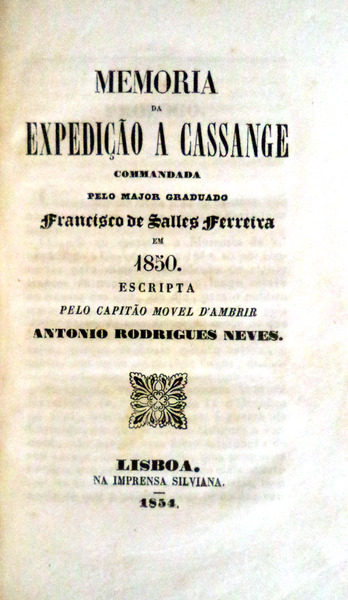 MEMORIA
DA
EXPEDIÇÃO A CASSANGE
COMMANDADA
PELO MAJOR GRADUADO
Francisco de Salles Ferreira
EM
1850.
ESCRIPTA
PELO CAPITÃO MOVEL D'AMBRIR
ANTONIO RODRIGUES NEVES.
LISBOA.
NA IMPRENSA SILVIANA.
1854.